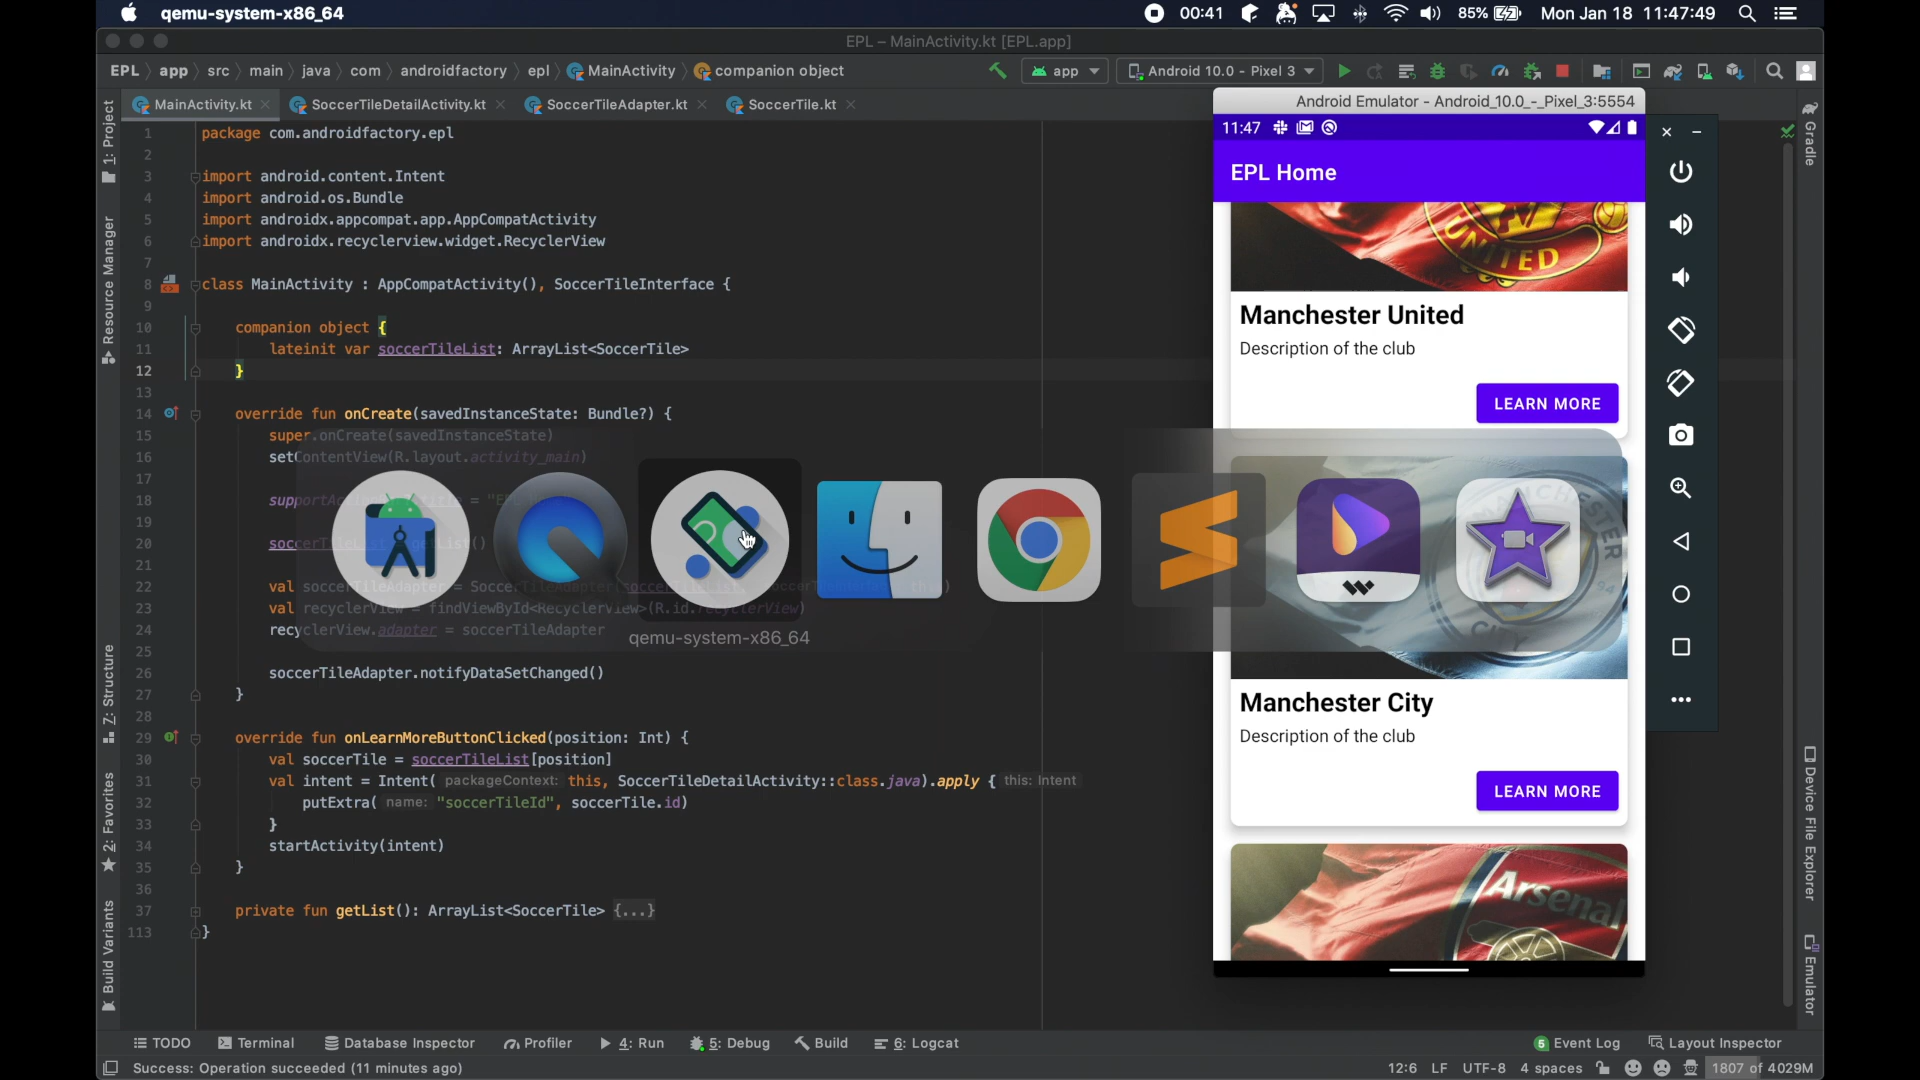 qemu-system-x86_64
00:41
85%
Mon Jan 18 11:47:49
EPL – MainActivity.kt [EPL.app]
EPL app src main java com androidfactory epl MainActivity companion object
app
Android 10.0 - Pixel 3
MainActivity.kt
SoccerTileDetailActivity.kt
SoccerTileAdapter.kt
SoccerTile.kt
1: Project
Resource Manager
Z: Structure
2: Favorites
Build Variants
1 package com.androidfactory.epl
2
3 import android.content.Intent
4 import android.os.Bundle
5 import androidx.appcompat.app.AppCompatActivity
6 import androidx.recyclerview.widget.RecyclerView
7
8 class MainActivity : AppCompatActivity(), SoccerTileInterface {
9
10 companion object {
11 lateinit var soccerTileList: ArrayList<SoccerTile>
12 }
13
14 override fun onCreate(savedInstanceState: Bundle?) {
15 super.onCreate(savedInstanceState)
16 setContentView(R.layout.activity_main)
17
18
19
20
21
22 val soccerTileAdapter = SoccerTileAdapter(
23 val recyclerView = findViewById<RecyclerView>(R.id.recyclerView)
24 recyclerView.adapter = soccerTileAdapter
25
26 soccerTileAdapter.notifyDataSetChanged()
27 }
28
29 override fun onLearnMoreButtonClicked(position: Int) {
30 val soccerTile = soccerTileList[position]
31 val intent = Intent( packageContext: this, SoccerTileDetailActivity::class.java).apply { this: Intent
32 putExtra( name: "soccerTileId", soccerTile.id)
33 }
34 startActivity(intent)
35 }
36
37 private fun getList(): ArrayList<SoccerTile> {...}
113 }
qemu-system-x86_64
Android Emulator - Android_10.0_-_Pixel_3:5554
11:47
EPL Home
UNITED
Manchester United
Description of the club
LEARN MORE
MANCHESTER
CITY
Manchester City
Description of the club
LEARN MORE
Arsenal
Gradle
Device File Explorer
Emulator
TODO
Terminal
Database Inspector
Profiler
4: Run
5: Debug
Build
6: Logcat
5 Event Log
Layout Inspector
Success: Operation succeeded (11 minutes ago)
12:6 LF UTF-8 4 spaces
1807 of 4029M